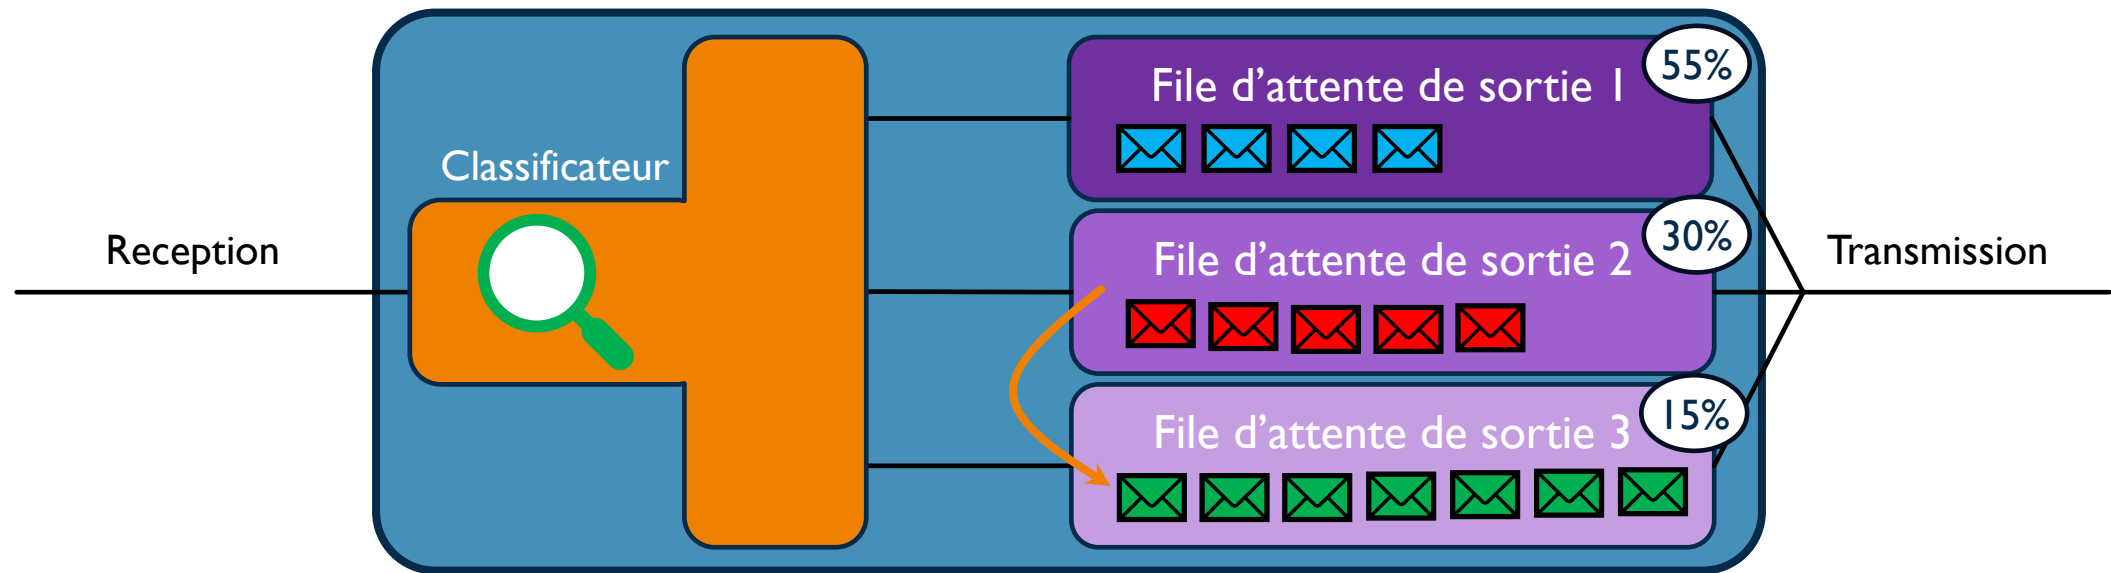 55%
File d'attente de sortie 1
Classificateur
30%
Reception
File d'attente de sortie 2
Transmission
15%
File d'attente de sortie 3